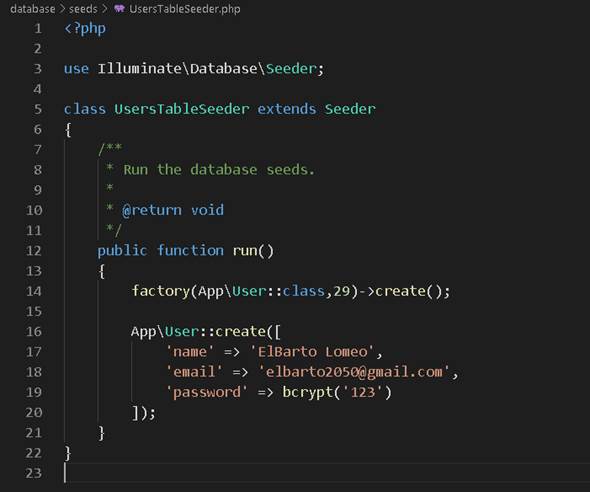 database > seeds > UsersTableSeeder.php
1 <?php
2
3 use Illuminate\Database\Seeder;
4
5 class UsersTableSeeder extends Seeder
6 {
7 /**
8 * Run the database seeds.
9 *
10 * @return void
11 */
12 public function run()
13 {
14 factory(App\User::class,29)->create();
15
16 App\User::create([
17 'name' => 'ElBarto Lomeo',
18 'email' => 'elbarto2050@gmail.com',
19 'password' => bcrypt('123')
20 ]);
21 }
22 }
23